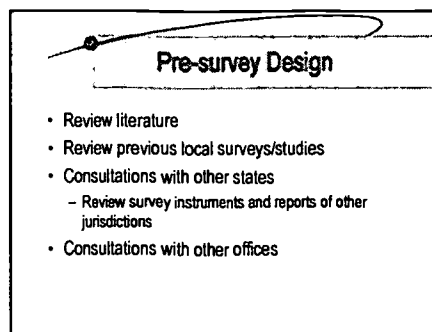 Pre-survey Design
• Review literature
• Review previous local surveys/studies
• Consultations with other states
– Review survey instruments and reports of other
jurisdictions
• Consultations with other offices